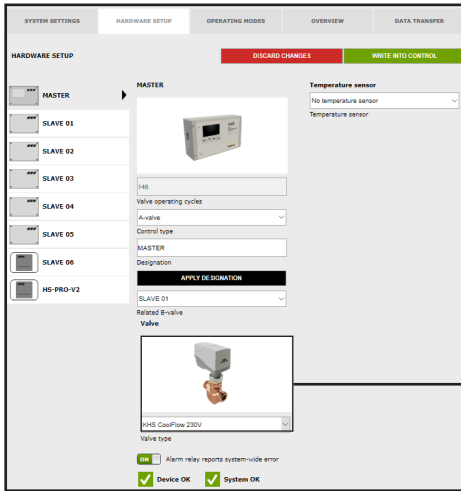 SYSTEM SETTINGS
HARDWARE SETUP
OPERATING MODES
OVERVIEW
DATA TRANSFER
HARDWARE SETUP
DISCARD CHANGES
WRITE INTO CONTROL
MASTER
SLAVE 01
SLAVE 02
SLAVE 03
SLAVE 04
SLAVE 05
SLAVE 06
HS-PRO-V2
MASTER
146
Valve operating cycles
A-valve
Control type
MASTER
Designation
APPLY DESIGNATION
SLAVE 01
Related B-valve
Valve
KHS CoolFlow 230V
Valve type
ON Alarm relay reports system-wide error
Device OK System OK
Temperature sensor
No temperature sensor
Temperature sensor